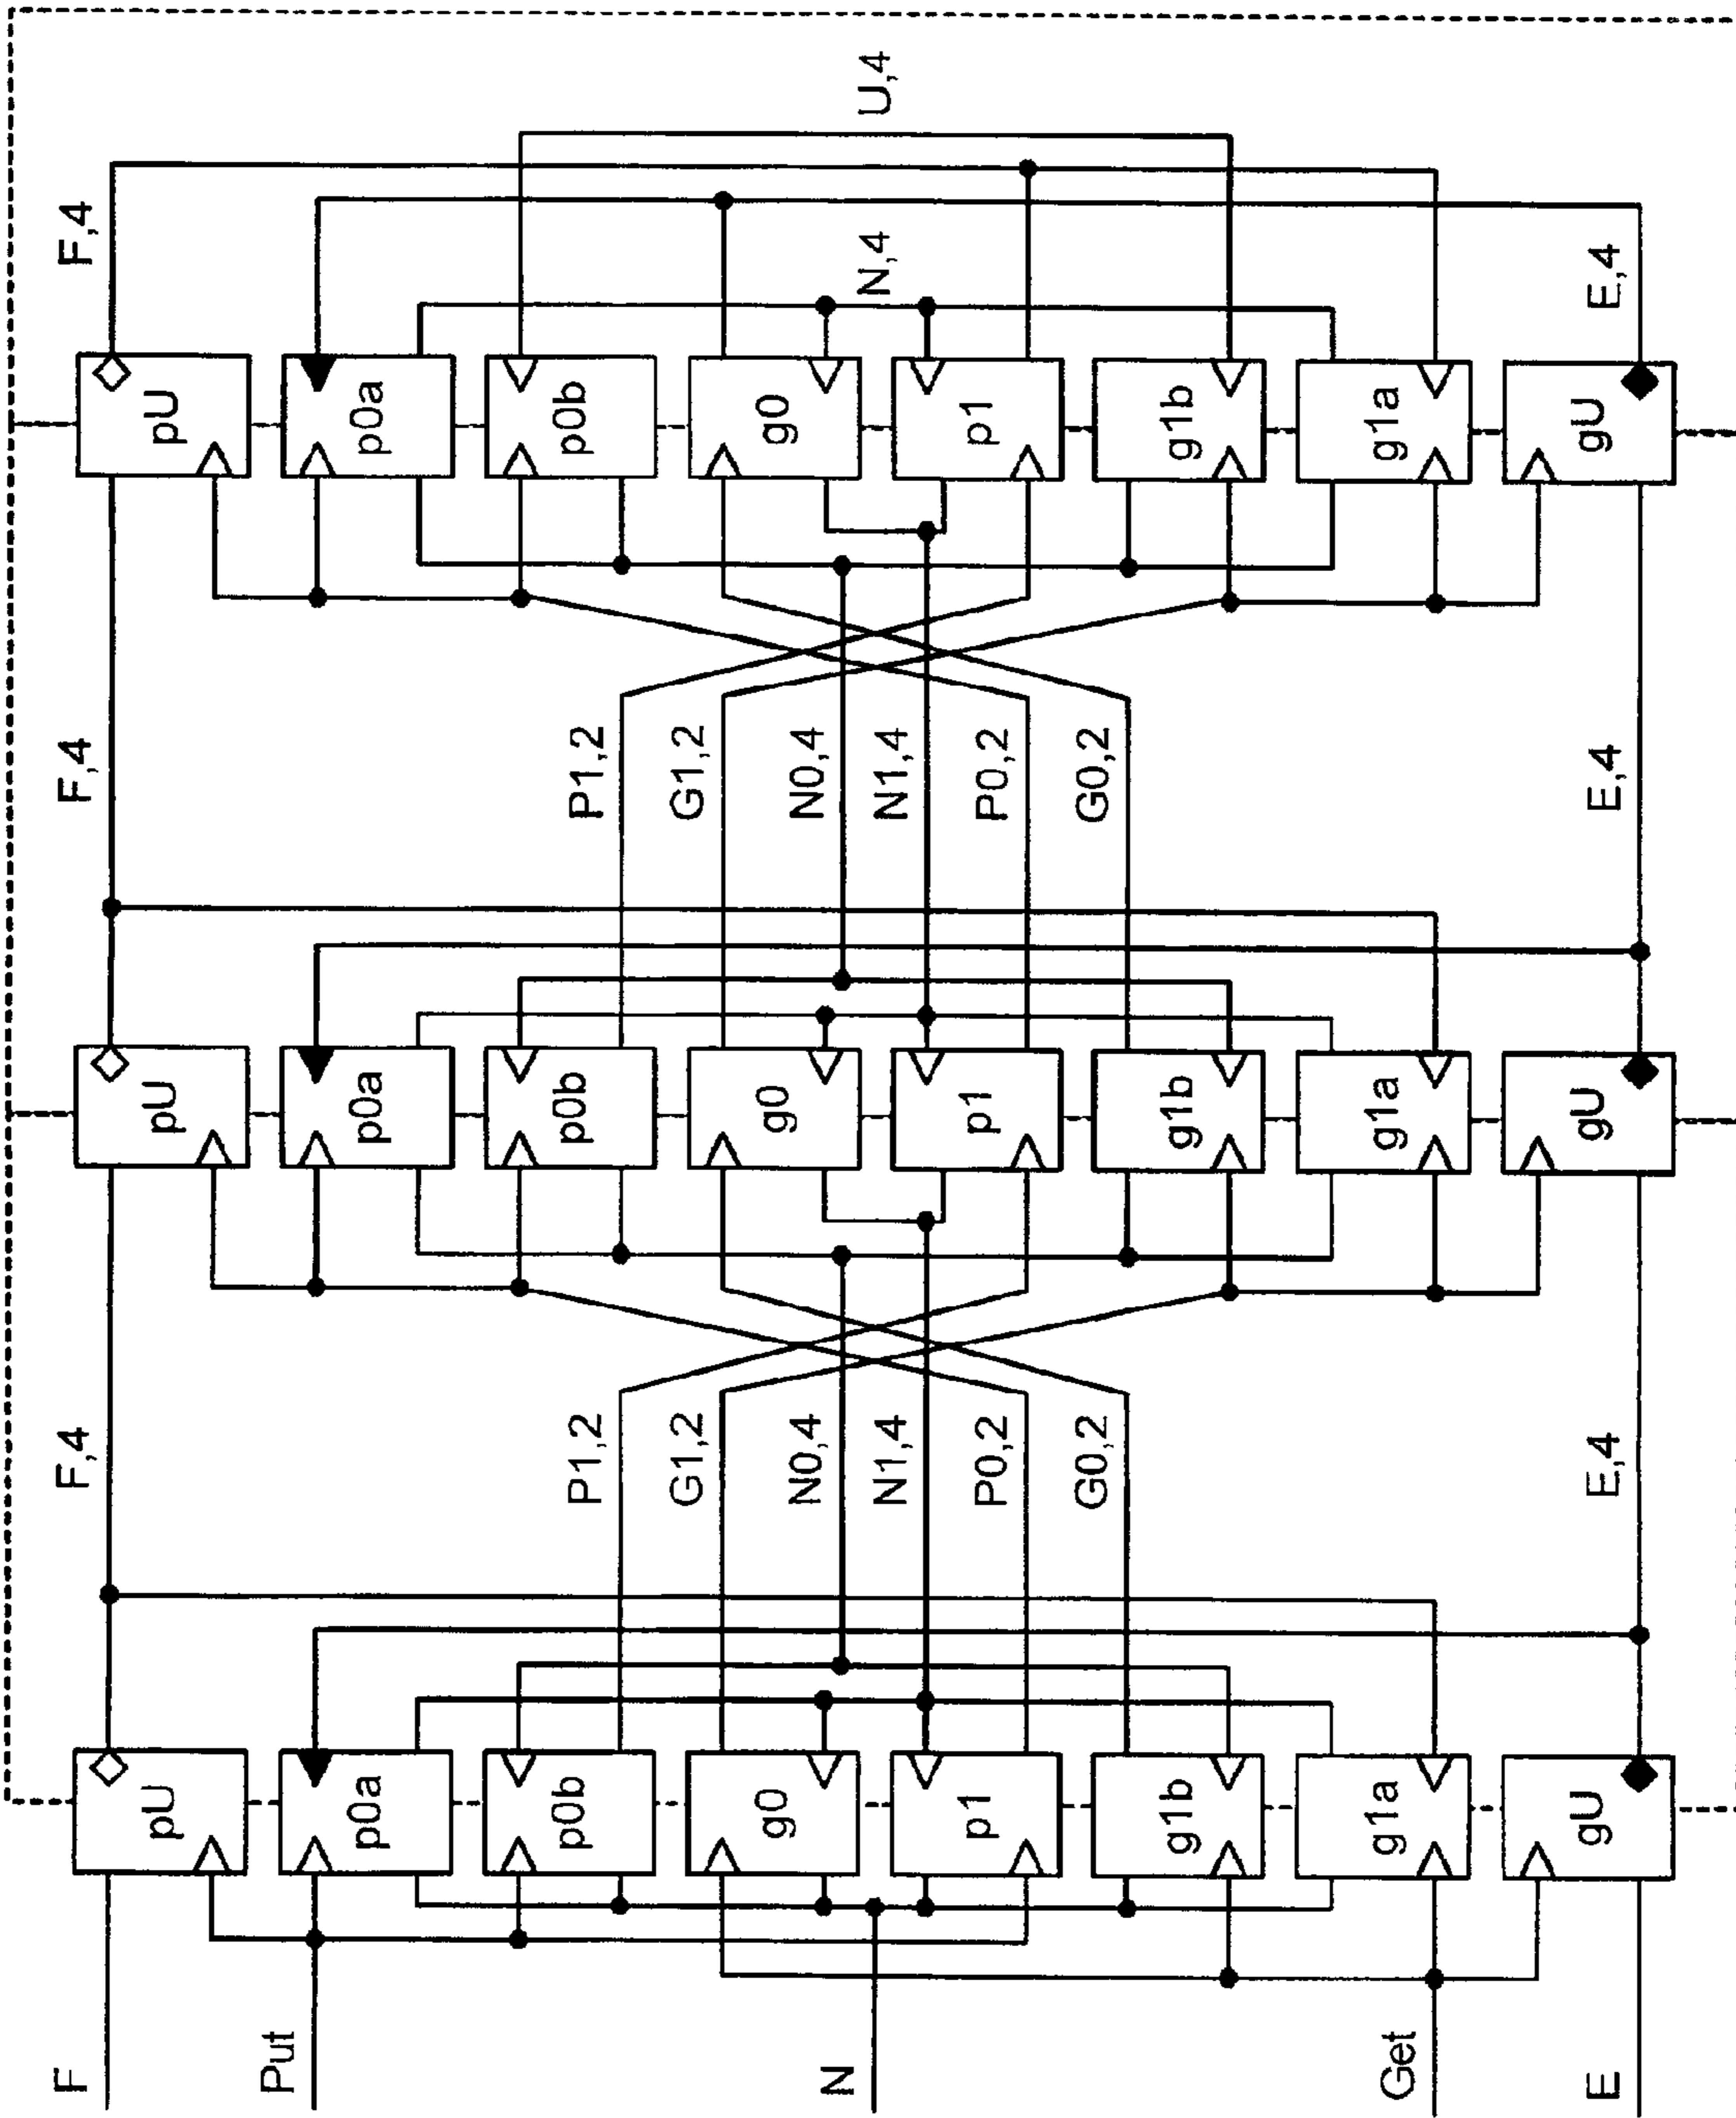 U,4
F,4
N,4
E,4
pU
p0a
p0b
g0
p1
g1b
g1a
gU
F,4
P1,2
G1,2
N0,4
N1,4
P0,2
G0,2
E,4
pU
p0a
p0b
g0
p1
g1b
g1a
gU
F,4
P1,2
G1,2
N0,4
N1,4
P0,2
G0,2
E,4
pU
p0a
p0b
g0
p1
g1b
g1a
gU
F
Put
N
Get
E